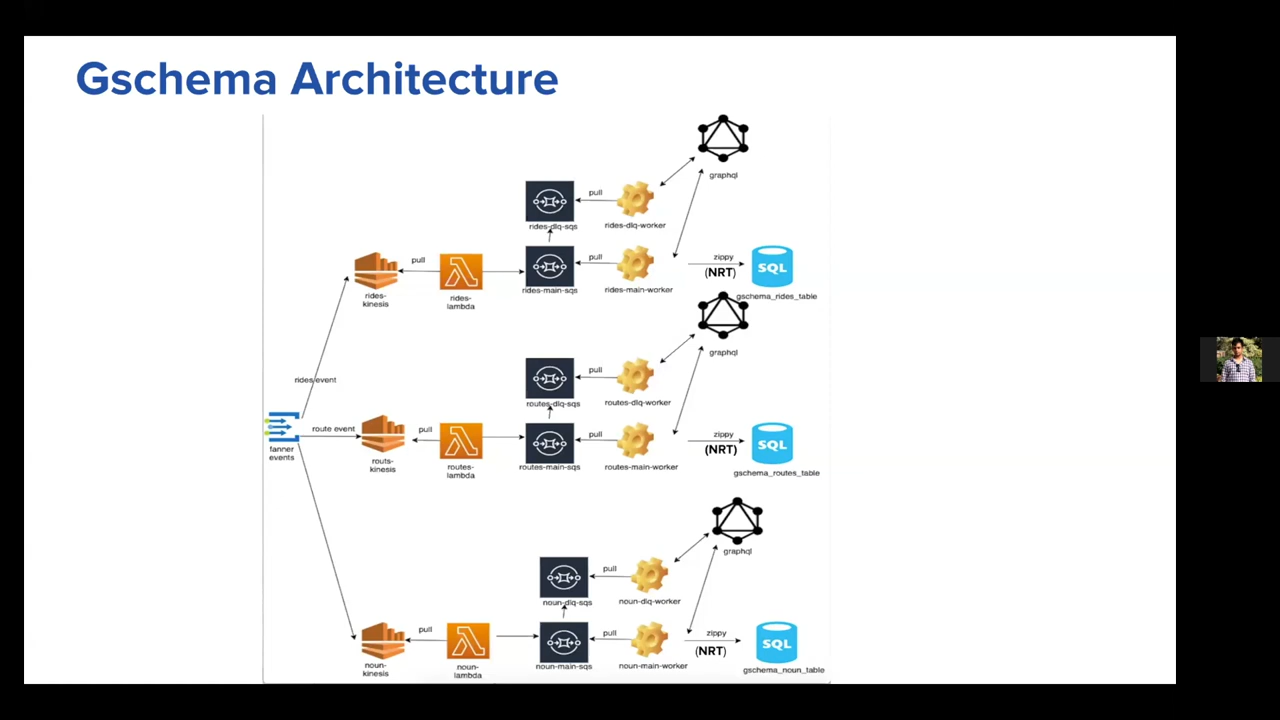 Gschema Architecture
graphql
pull
rides-dlq-sqs
rides-dlq-worker
pull
pull
zippy
(NRT)
SQL
rides-
kinesis
rides-
lambda
rides-main-sqs
rides-main-worker
gschema_rides_table
graphql
rides event
pull
routes-dlq-sqs
routes-dlq-worker
fanner
events
route event
pull
pull
zippy
(NRT)
SQL
routs-
kinesis
routes-
lambda
routes-main-sqs
routes-main-worker
gschema_routes_table
graphql
pull
noun-dlq-sqs
noun-dlq-worker
pull
pull
zippy
(NRT)
SQL
noun-
kinesis
noun-
lambda
noun-main-sqs
noun-main-worker
gschema_noun_table